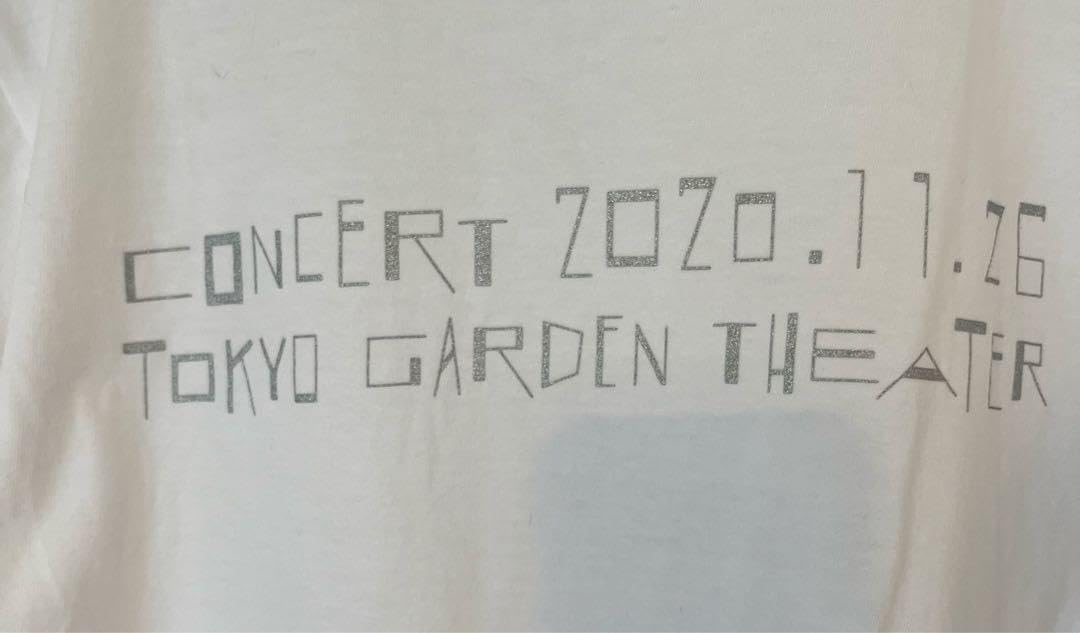 CONCERT 2020.11.26
TOKYO GARDEN THEATER